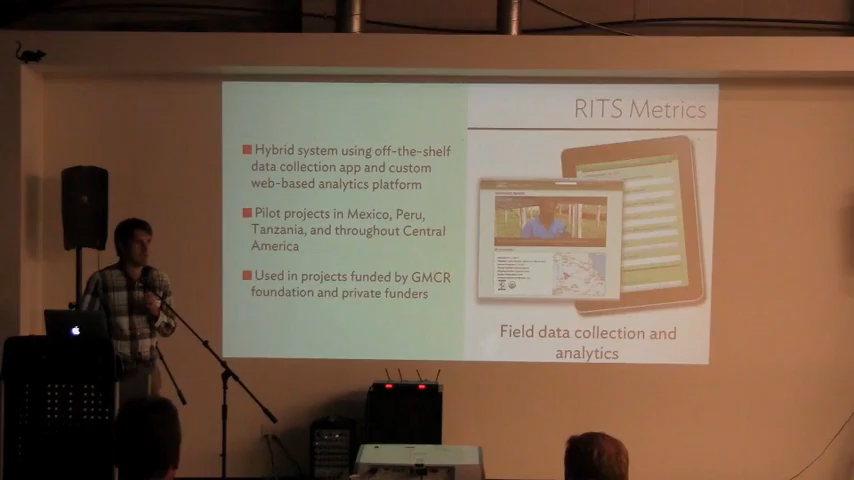 RITS Metrics
Hybrid system using off-the-shelf
data collection app and custom
web-based analytics platform
Pilot projects in Mexico, Peru,
Tanzania, and throughout Central
America
Used in projects funded by GMCR
foundation and private funders
Field data collection and
analytics